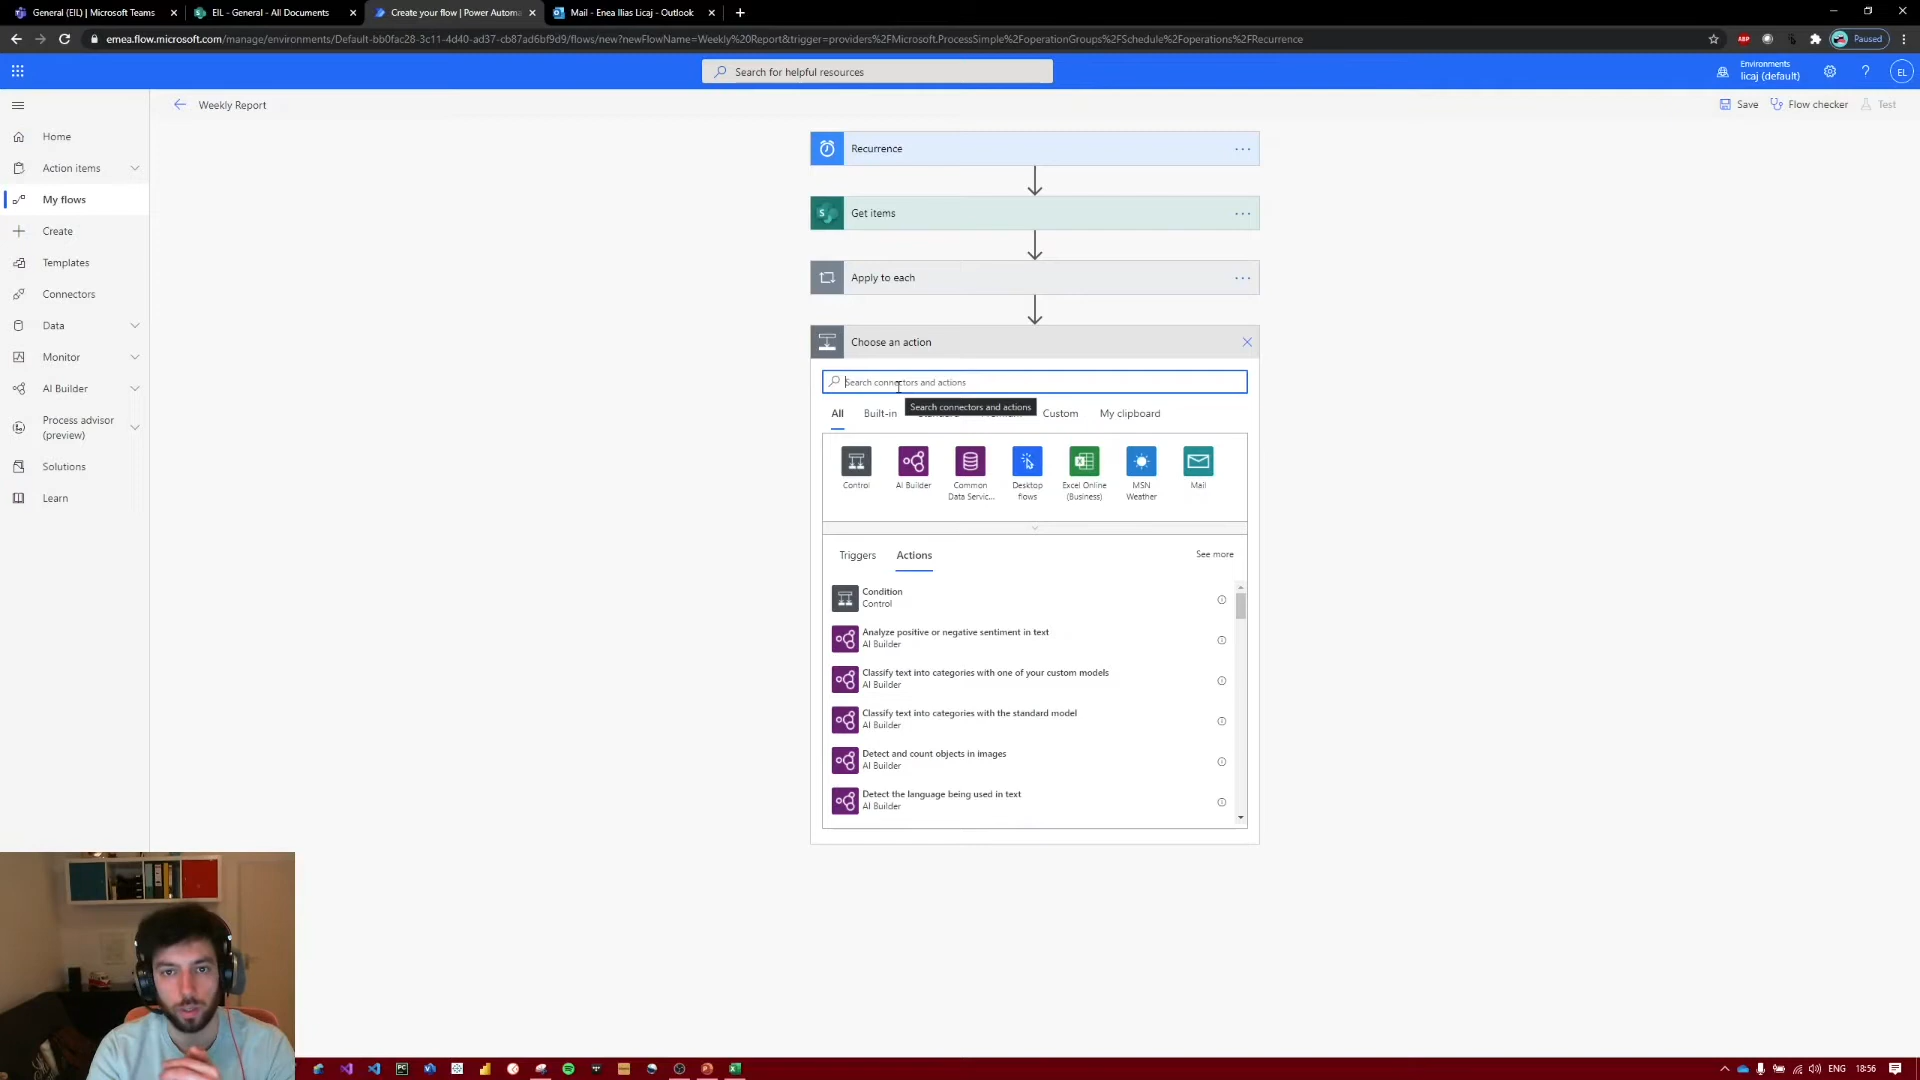 General (EIL) | Microsoft Teams
EIL - General - All Documents
Create your flow | Power Automa
Mail - Enea Ilias Licaj - Outlook
emea.flow.microsoft.com/manage/environments/Default-bb0fac28-3c11-4d40-ad37-cb87ad6bf9d9/flows/new?newFlowName=Weekly%20Report&trigger=providers%2FMicrosoft.ProcessSimple%2FoperationGroups%2FSchedule%2Foperations%2FRecurrence
ABP
Paused
Search for helpful resources
Environments
licaj (default)
?
EL
Weekly Report
Save
Flow checker
Test
Home
Action items
My flows
Create
Templates
Connectors
Data
Monitor
AI Builder
Process advisor
(preview)
Solutions
Learn
Recurrence
Get items
Apply to each
Choose an action
Search connectors and actions
Search connectors and actions
All
Built-in
Custom
My clipboard
Control
AI Builder
Common
Data Servic...
Desktop
flows
Excel Online
(Business)
MSN
Weather
Mail
Triggers
Actions
See more
Condition
Control
Analyze positive or negative sentiment in text
AI Builder
Classify text into categories with one of your custom models
AI Builder
Classify text into categories with the standard model
AI Builder
Detect and count objects in images
AI Builder
Detect the language being used in text
AI Builder
ENG
18:56